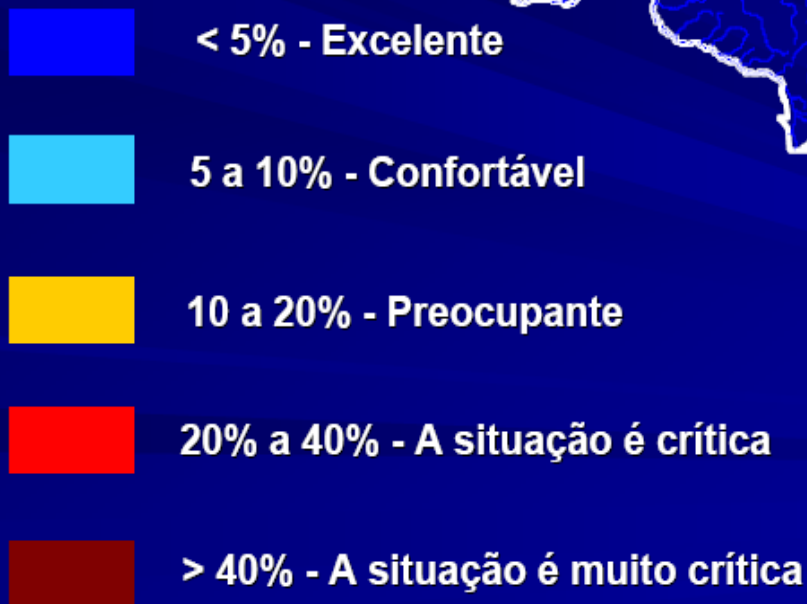 < 5% - Excelente
5 a 10% - Confortável
10 a 20% - Preocupante
20% a 40% - A situação é crítica
> 40% - A situação é muito crítica